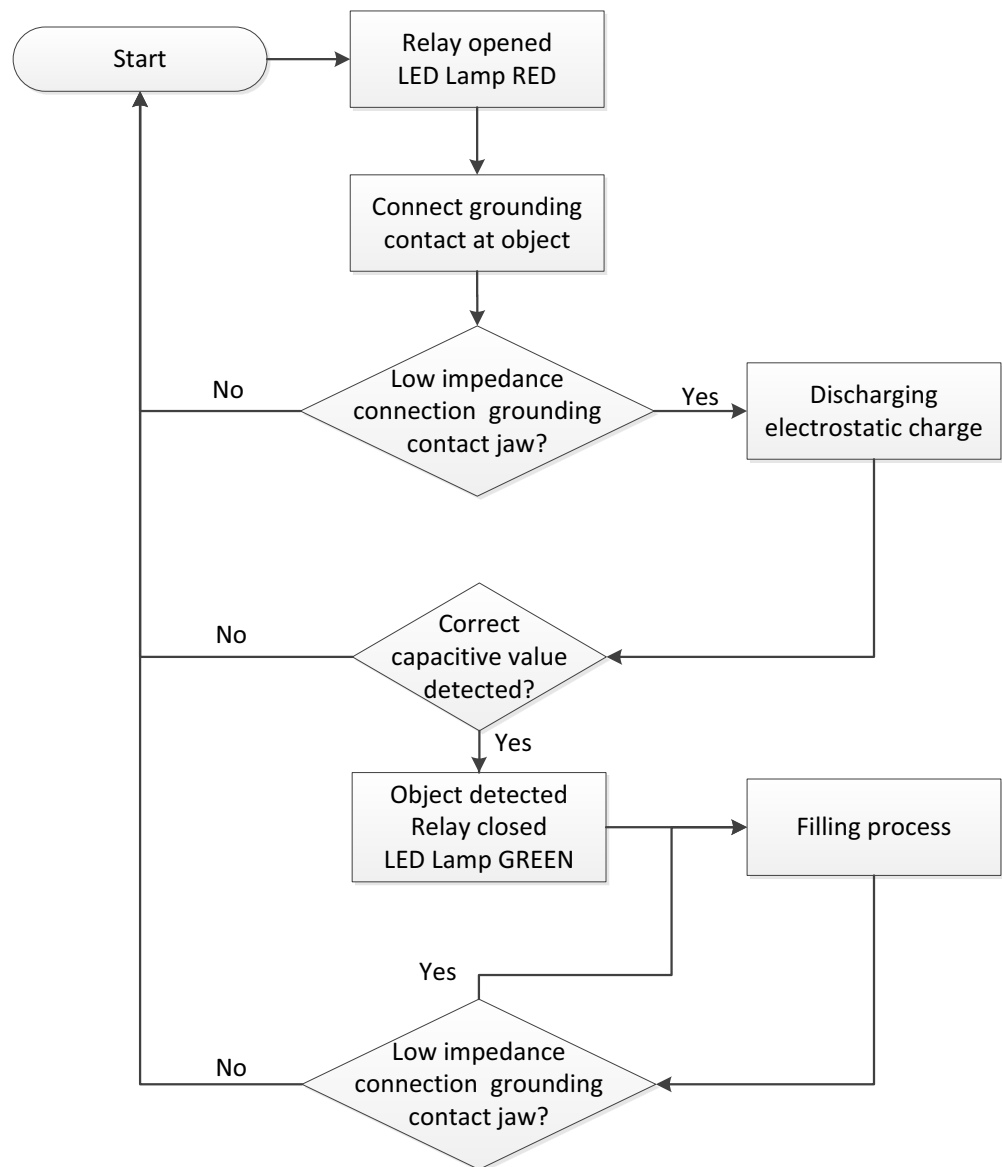 Start
Relay opened
LED Lamp RED
Connect grounding
contact at object
No
Low impedance
connection  grounding
contact jaw?
Yes
Discharging
electrostatic charge
No
Correct
capacitive value
detected?
Yes
Object detected
Relay closed
LED Lamp GREEN
Filling process
Yes
No
Low impedance
connection  grounding
contact jaw?